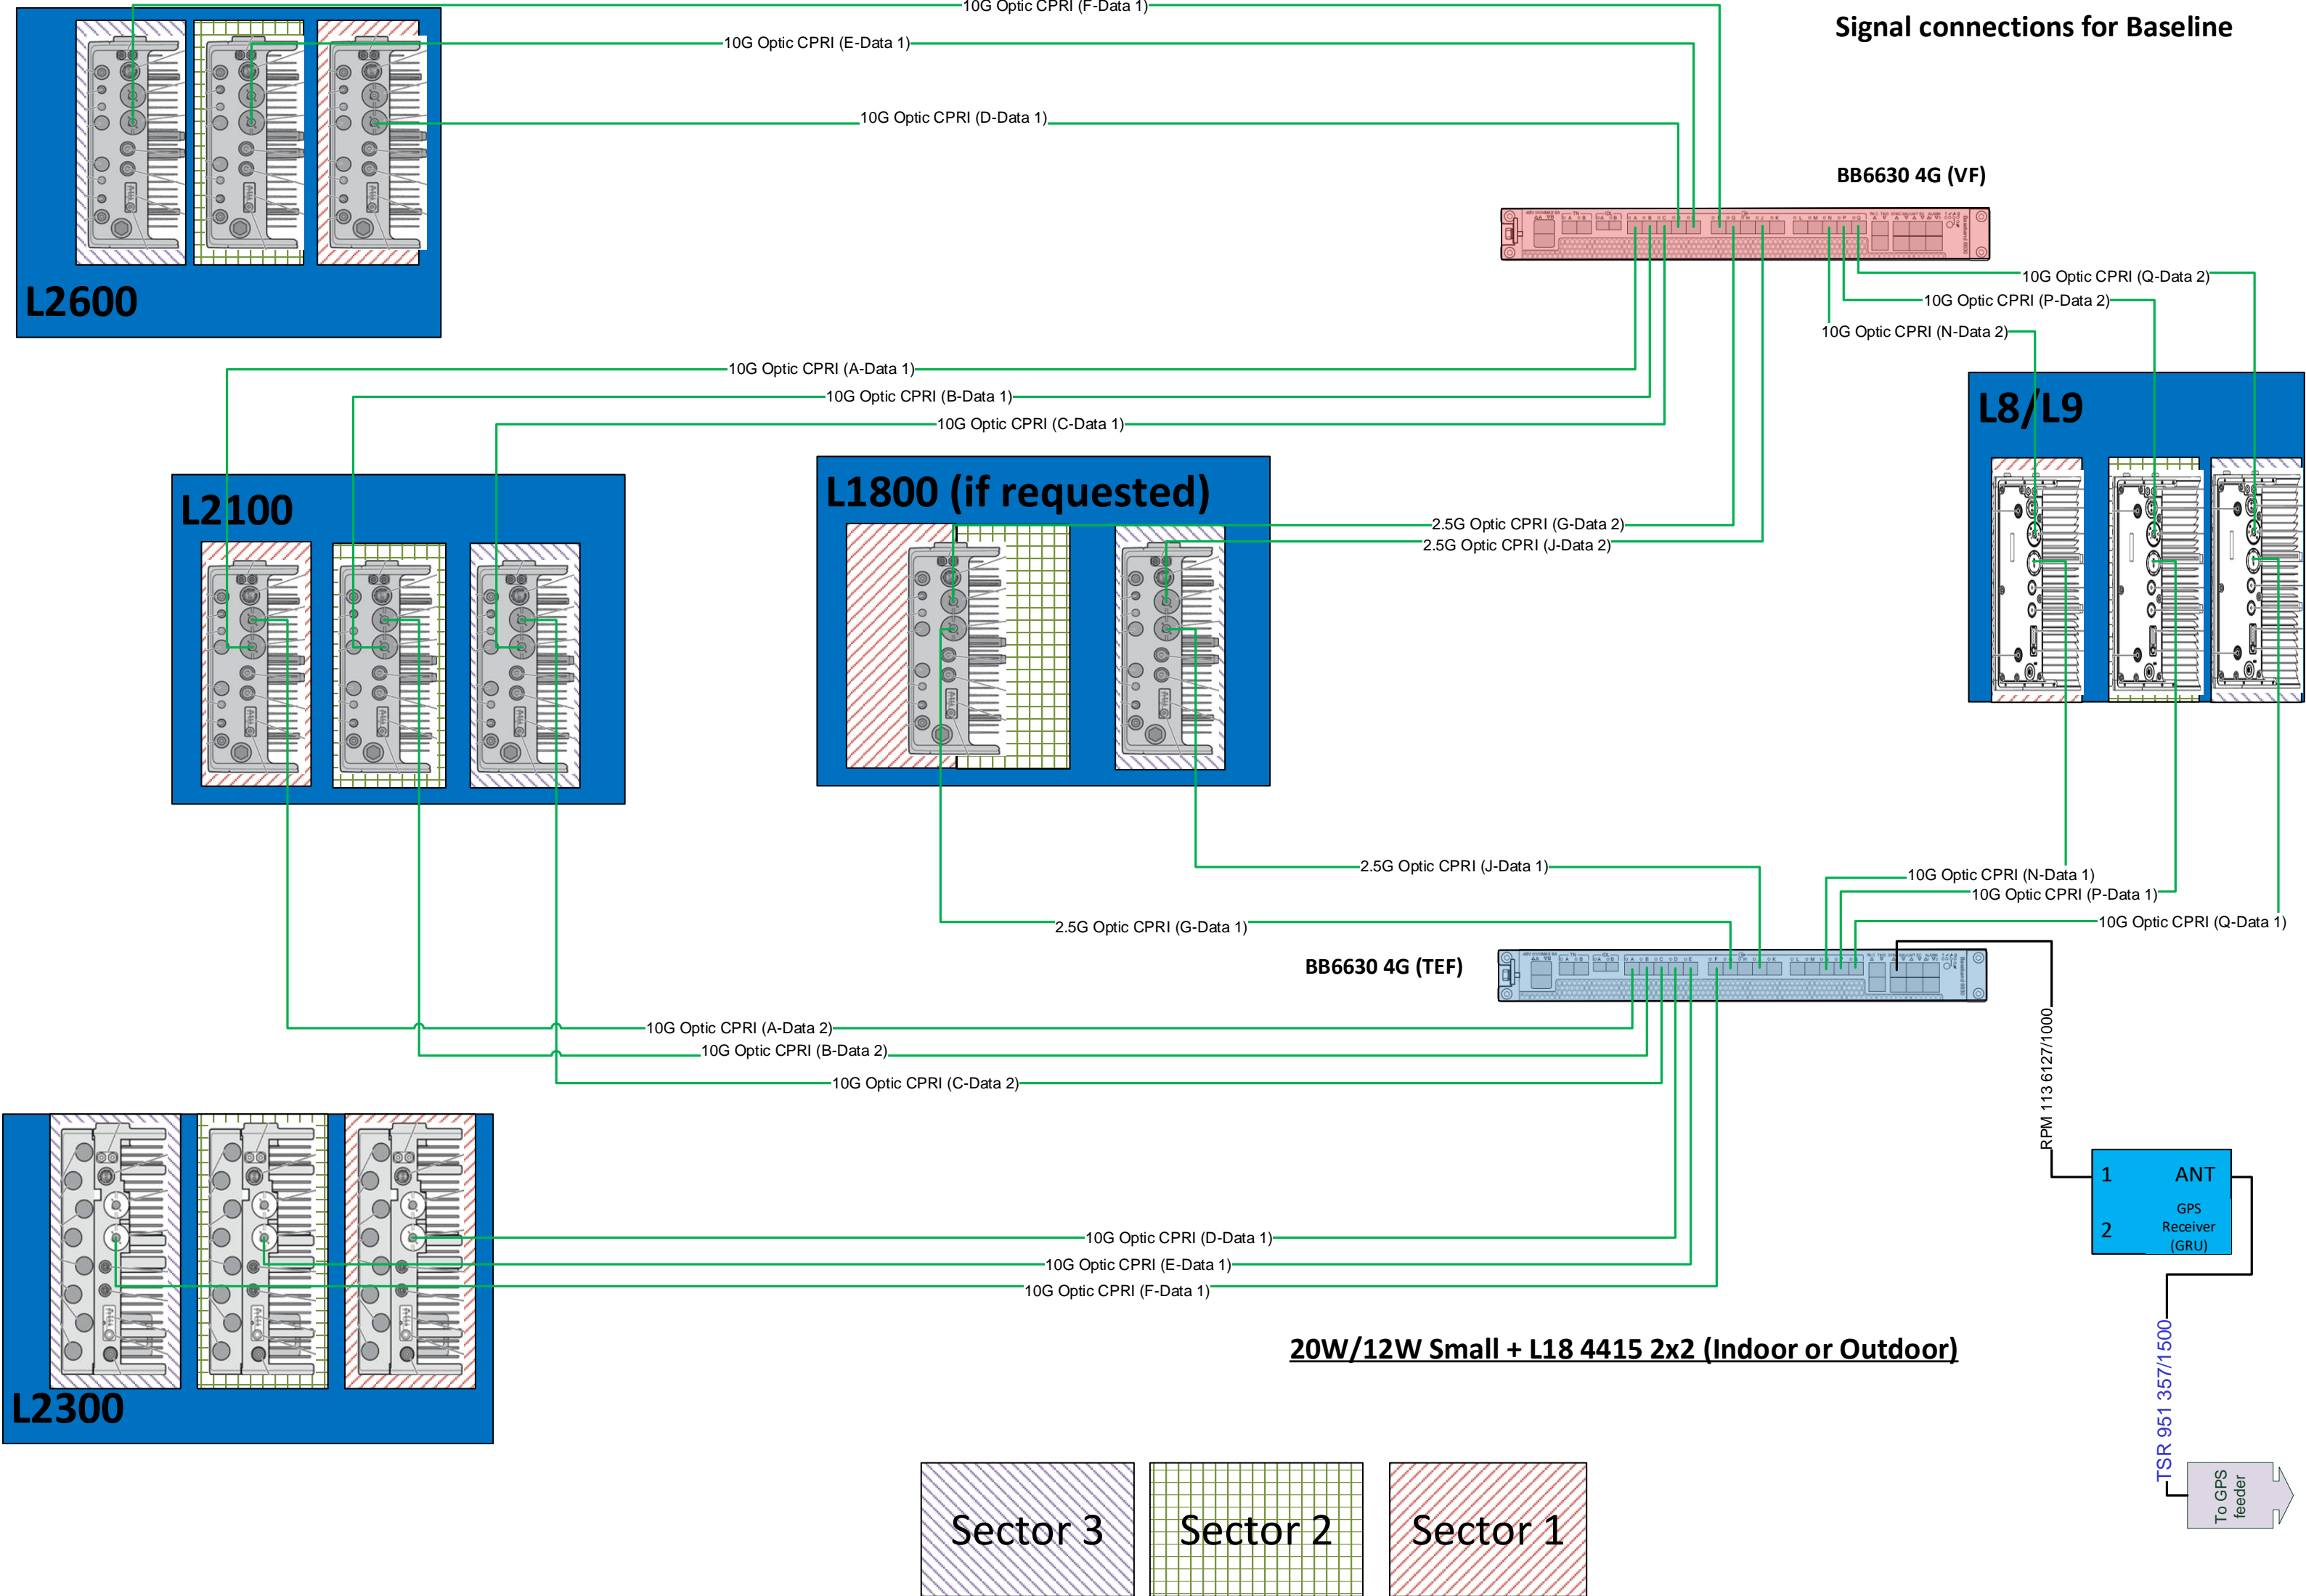 10G Optic CPRI (F-Data 1)
Signal connections for Baseline
10G Optic CPRI (E-Data 1)
10G Optic CPRI (D-Data 1)
BB6630 4G (VF)
L2600
10G Optic CPRI (Q-Data 2)
10G Optic CPRI (P-Data 2)
10G Optic CPRI (N-Data 2)
10G Optic CPRI (A-Data 1)
10G Optic CPRI (B-Data 1)
10G Optic CPRI (C-Data 1)
L8/L9
L2100
L1800 (if requested)
2.5G Optic CPRI (G-Data 2)
2.5G Optic CPRI (J-Data 2)
2.5G Optic CPRI (J-Data 1)
10G Optic CPRI (N-Data 1)
10G Optic CPRI (P-Data 1)
2.5G Optic CPRI (G-Data 1)
10G Optic CPRI (Q-Data 1)
BB6630 4G (TEF)
10G Optic CPRI (A-Data 2)
10G Optic CPRI (B-Data 2)
10G Optic CPRI (C-Data 2)
RPM 113 6127/1000
1
ANT
2
GPS
Receiver
(GRU)
10G Optic CPRI (D-Data 1)
10G Optic CPRI (E-Data 1)
10G Optic CPRI (F-Data 1)
20W/12W Small + L18 4415 2x2 (Indoor or Outdoor)
L2300
TSR 951 357/1500
To GPS
feeder
Sector 3
Sector 2
Sector 1